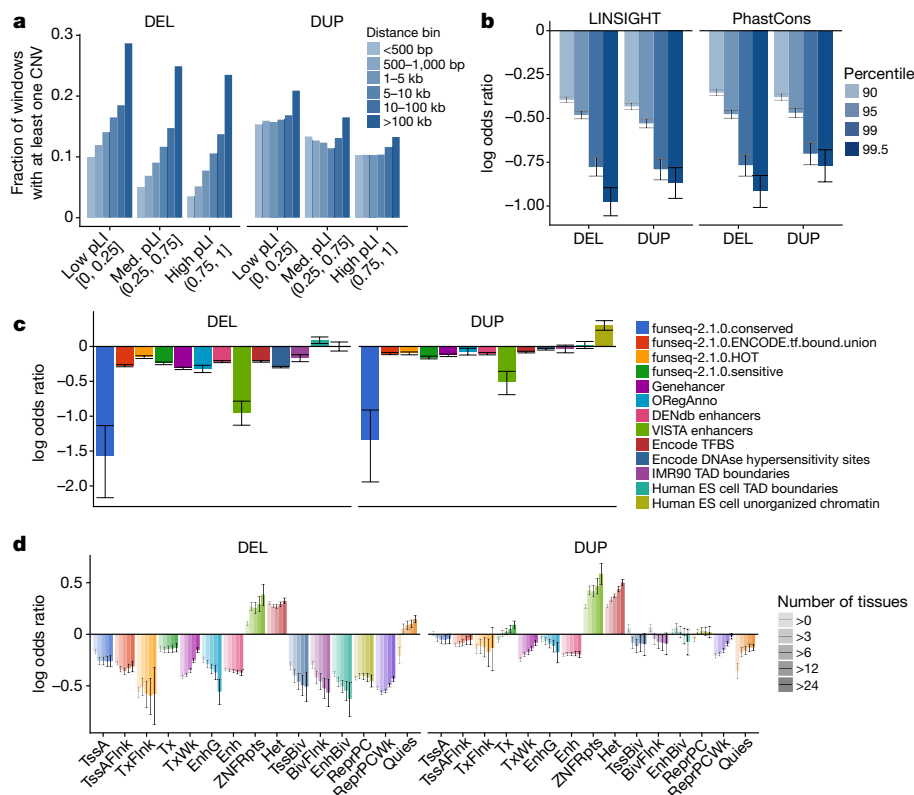 a
DEL
DUP
Fraction of windows
with at least one CNV
0.3
0.2
0.1
0
Low pLI
[0, 0.25]
Med. pLI
(0.25, 0.75]
High pLI
(0.75, 1]
Low pLI
[0, 0.25]
Med. pLI
(0.25, 0.75]
High pLI
(0.75, 1]
Distance bin
<500 bp
500–1,000 bp
1–5 kb
5–10 kb
10–100 kb
>100 kb
b
LINSIGHT
PhastCons
log odds ratio
0
−0.25
−0.50
−0.75
−1.00
DEL
DUP
DEL
DUP
Percentile
90
95
99
99.5
c
DEL
DUP
log odds ratio
0
−0.5
−1.0
−1.5
−2.0
funseq-2.1.0.conserved
funseq-2.1.0.ENCODE.tf.bound.union
funseq-2.1.0.HOT
funseq-2.1.0.sensitive
Genehancer
ORegAnno
DENdb enhancers
VISTA enhancers
Encode TFBS
Encode DNAse hypersensitivity sites
IMR90 TAD boundaries
Human ES cell TAD boundaries
Human ES cell unorganized chromatin
d
DEL
DUP
log odds ratio
0.5
0
−0.5
TssA
TssAFlnk
TxFlnk
Tx
TxWk
EnhG
Enh
ZNFRpts
Het
TssBiv
BivFlnk
EnhBiv
ReprPC
ReprPCWk
Quies
TssA
TssAFlnk
TxFlnk
Tx
TxWk
EnhG
Enh
ZNFRpts
Het
TssBiv
BivFlnk
EnhBiv
ReprPC
ReprPCWk
Quies
Number of tissues
>0
>3
>6
>12
>24